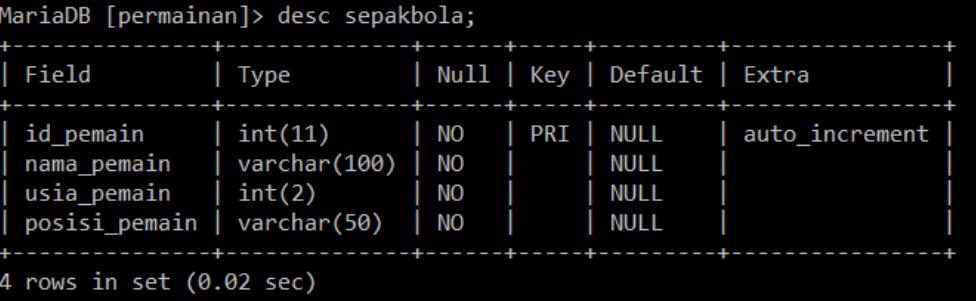 MariaDB [permainan]> desc sepakbola;
+---------------+--------------+------+-----+---------+----------------+
| Field         | Type         | Null | Key | Default | Extra          |
+---------------+--------------+------+-----+---------+----------------+
| id_pemain     | int(11)      | NO   | PRI | NULL    | auto_increment |
| nama_pemain   | varchar(100) | NO   |     | NULL    |                |
| usia_pemain   | int(2)       | NO   |     | NULL    |                |
| posisi_pemain | varchar(50)  | NO   |     | NULL    |                |
+---------------+--------------+------+-----+---------+----------------+
4 rows in set (0.02 sec)